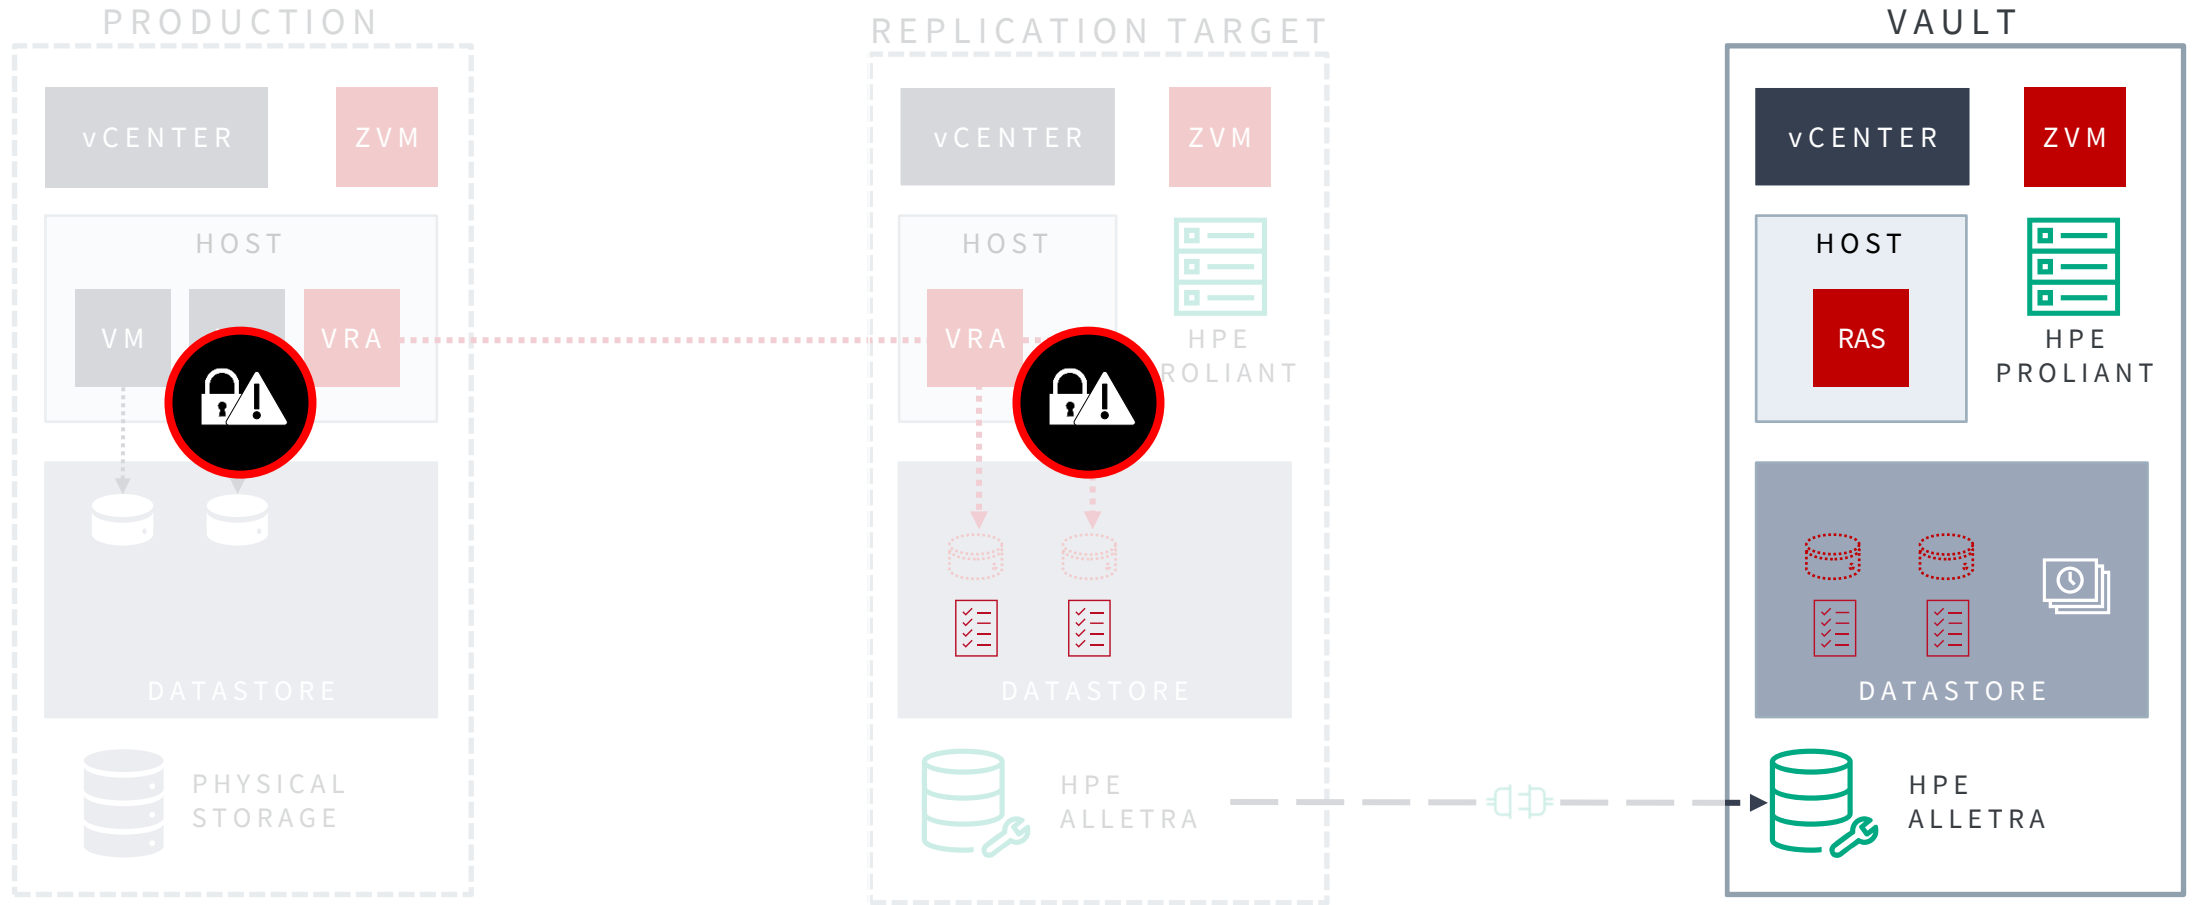 PRODUCTION
vCENTER
ZVM
HOST
VM
VRA
DATASTORE
PHYSICAL
STORAGE
REPLICATION TARGET
vCENTER
ZVM
HOST
VRA
HPE
ROLIANT
DATASTORE
HPE
ALLETRA
VAULT
vCENTER
ZVM
HOST
RAS
HPE
PROLIANT
DATASTORE
HPE
ALLETRA